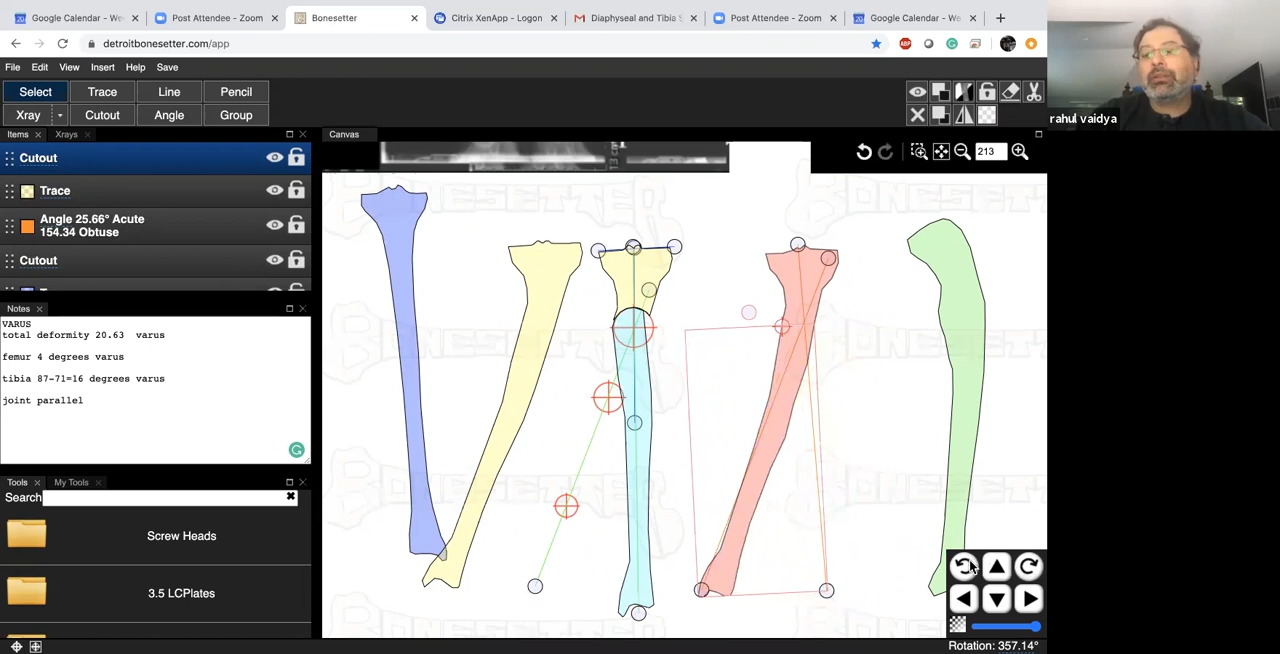 Google Calendar - We
Post Attendee - Zoom
Bonesetter
Citrix XenApp - Logon
Diaphyseal and Tibia S
Post Attendee - Zoom
Google Calendar - We
detroitbonesetter.com/app
ABP
File Edit View Insert Help Save
Select Trace Line Pencil
Xray Cutout Angle Group
rahul vaidya
Items Xrays
Canvas
13 cm
213
Cutout
Trace
Angle 25.66° Acute
154.34 Obtuse
Cutout
Notes
VARUS
total deformity 20.63 varus
femur 4 degrees varus
tibia 87-71=16 degrees varus
joint parallel
Tools My Tools
Search
Screw Heads
3.5 LCPlates
Rotation: 357.14°
BONESETTER